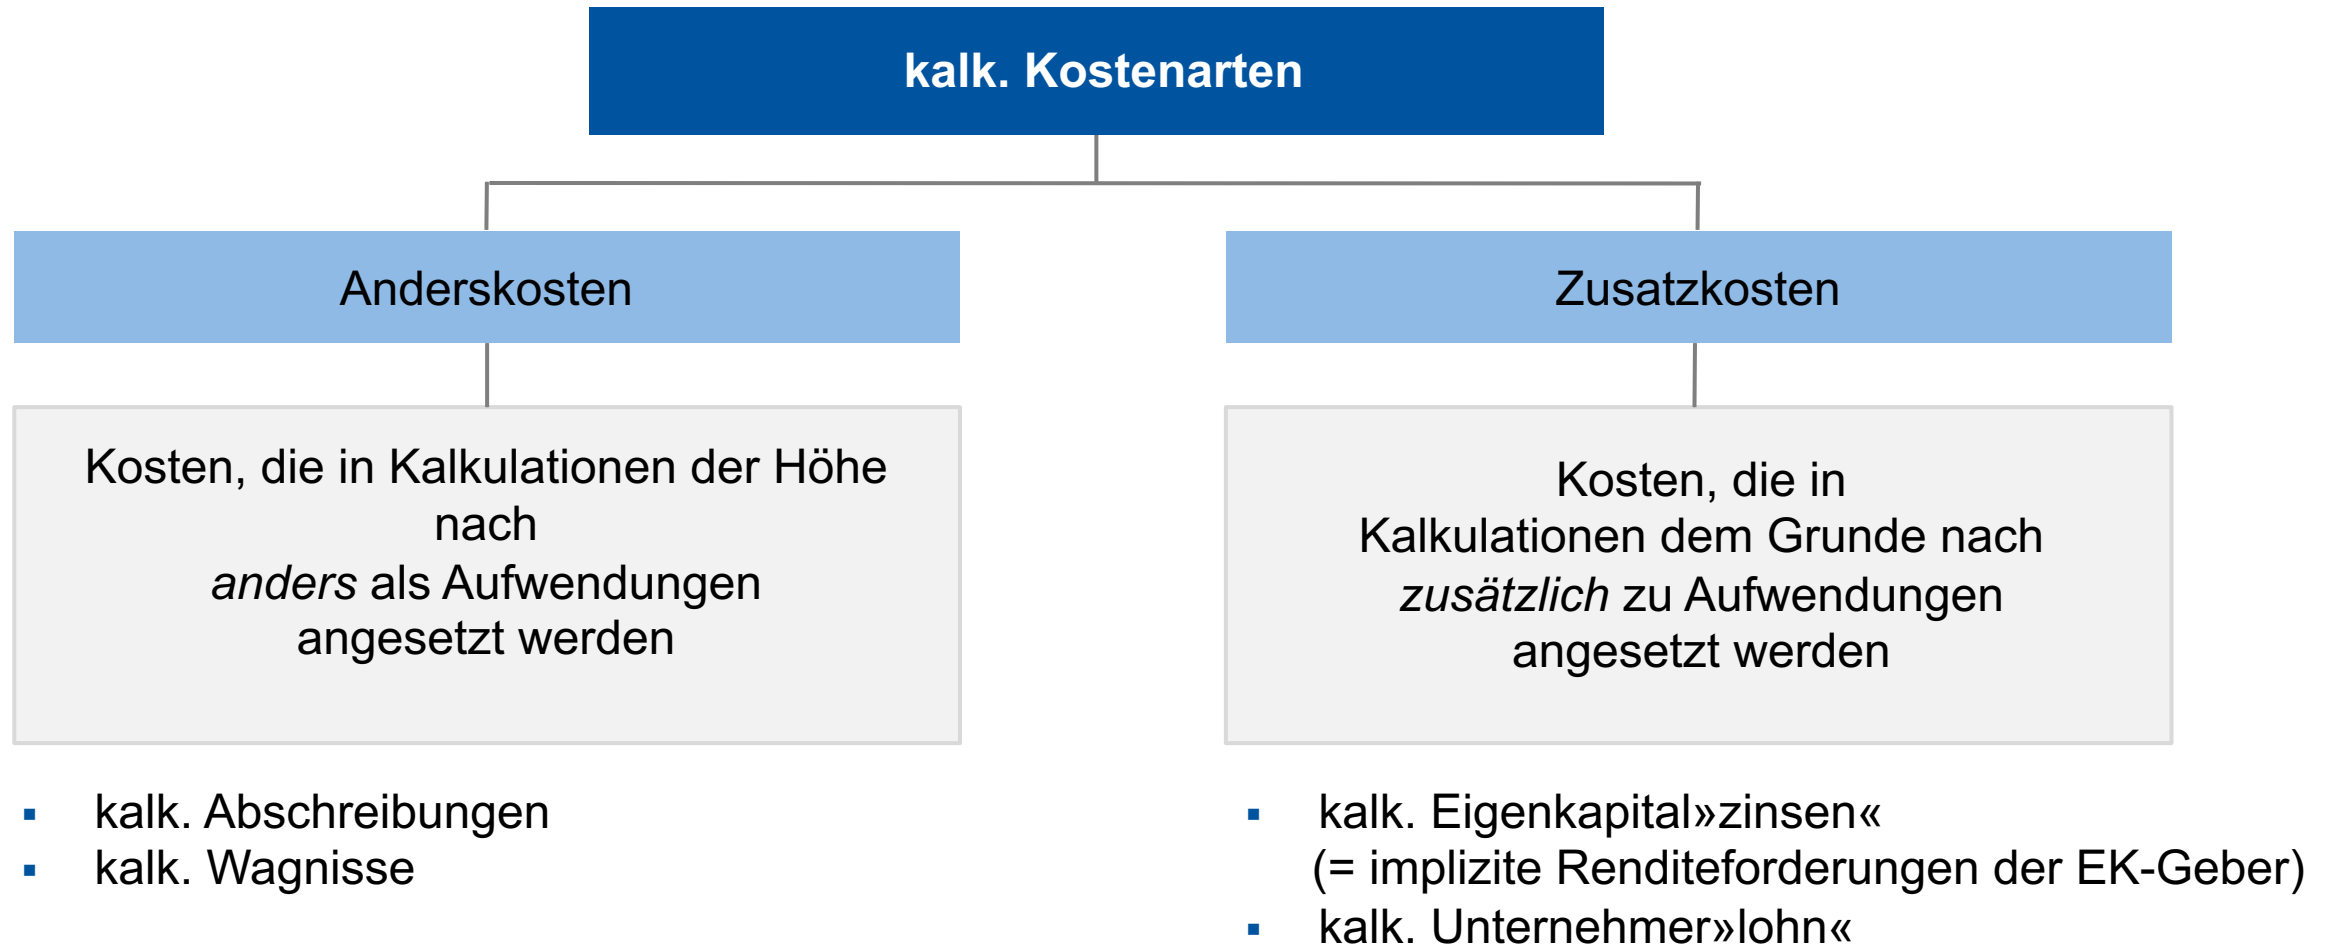 kalk. Kostenarten
Anderskosten
Zusatzkosten
Kosten, die in Kalkulationen der Höhe
nach
anders als Aufwendungen
angesetzt werden
Kosten, die in
Kalkulationen dem Grunde nach
zusätzlich zu Aufwendungen
angesetzt werden
▪ kalk. Abschreibungen
▪ kalk. Wagnisse
▪ kalk. Eigenkapital»zinsen«
(= implizite Renditeforderungen der EK-Geber)
▪ kalk. Unternehmer»lohn«